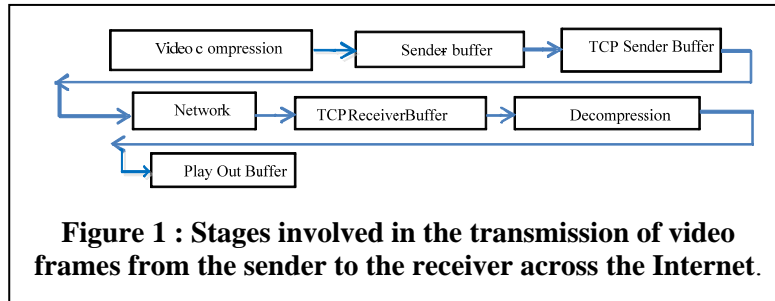 Video c ompression
Sender buffer
TCP Sender Buffer
Network
TCPReceiverBuffer
Decompression
Play Out Buffer
Figure 1 : Stages involved in the transmission of video
frames from the sender to the receiver across the Internet.